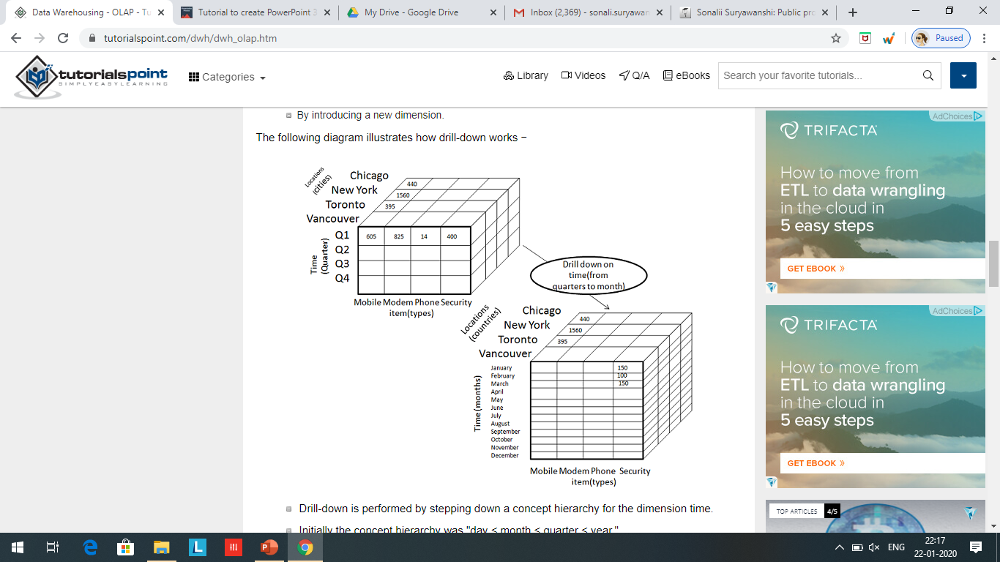 Data Warehousing - OLAP - Tu
Tutorial to create PowerPoint 3
My Drive - Google Drive
Inbox (2,369) - sonali.suryawan
Sonalii Suryawanshi: Public pro
tutorialspoint.com/dwh/dwh_olap.htm
Paused
tutorialspoint
SIMPLYEASYLEARNING
Categories
Library
Videos
Q/A
eBooks
Search your favorite tutorials...
By introducing a new dimension.
The following diagram illustrates how drill-down works −
Locations
(cities)
Chicago
New York
Toronto
Vancouver
440
1560
395
Time
(Quarter)
Q1
Q2
Q3
Q4
605 825 14 400
Mobile Modem Phone Security
item(types)
Drill down on
time(from
quarters to month)
Locations
(countries)
Chicago
New York
Toronto
Vancouver
440
1560
395
Time (months)
January
February
March
April
May
June
July
August
September
October
November
December
150
100
150
Mobile Modem Phone Security
item(types)
Drill-down is performed by stepping down a concept hierarchy for the dimension time.
Initially the concept hierarchy was "day < month < quarter < year."
AdChoices
TRIFACTA
How to move from
ETL to data wrangling
in the cloud in
5 easy steps
GET EBOOK »
AdChoices
TRIFACTA
How to move from
ETL to data wrangling
in the cloud in
5 easy steps
GET EBOOK »
TOP ARTICLES 4/5
ENG
22:17
22-01-2020